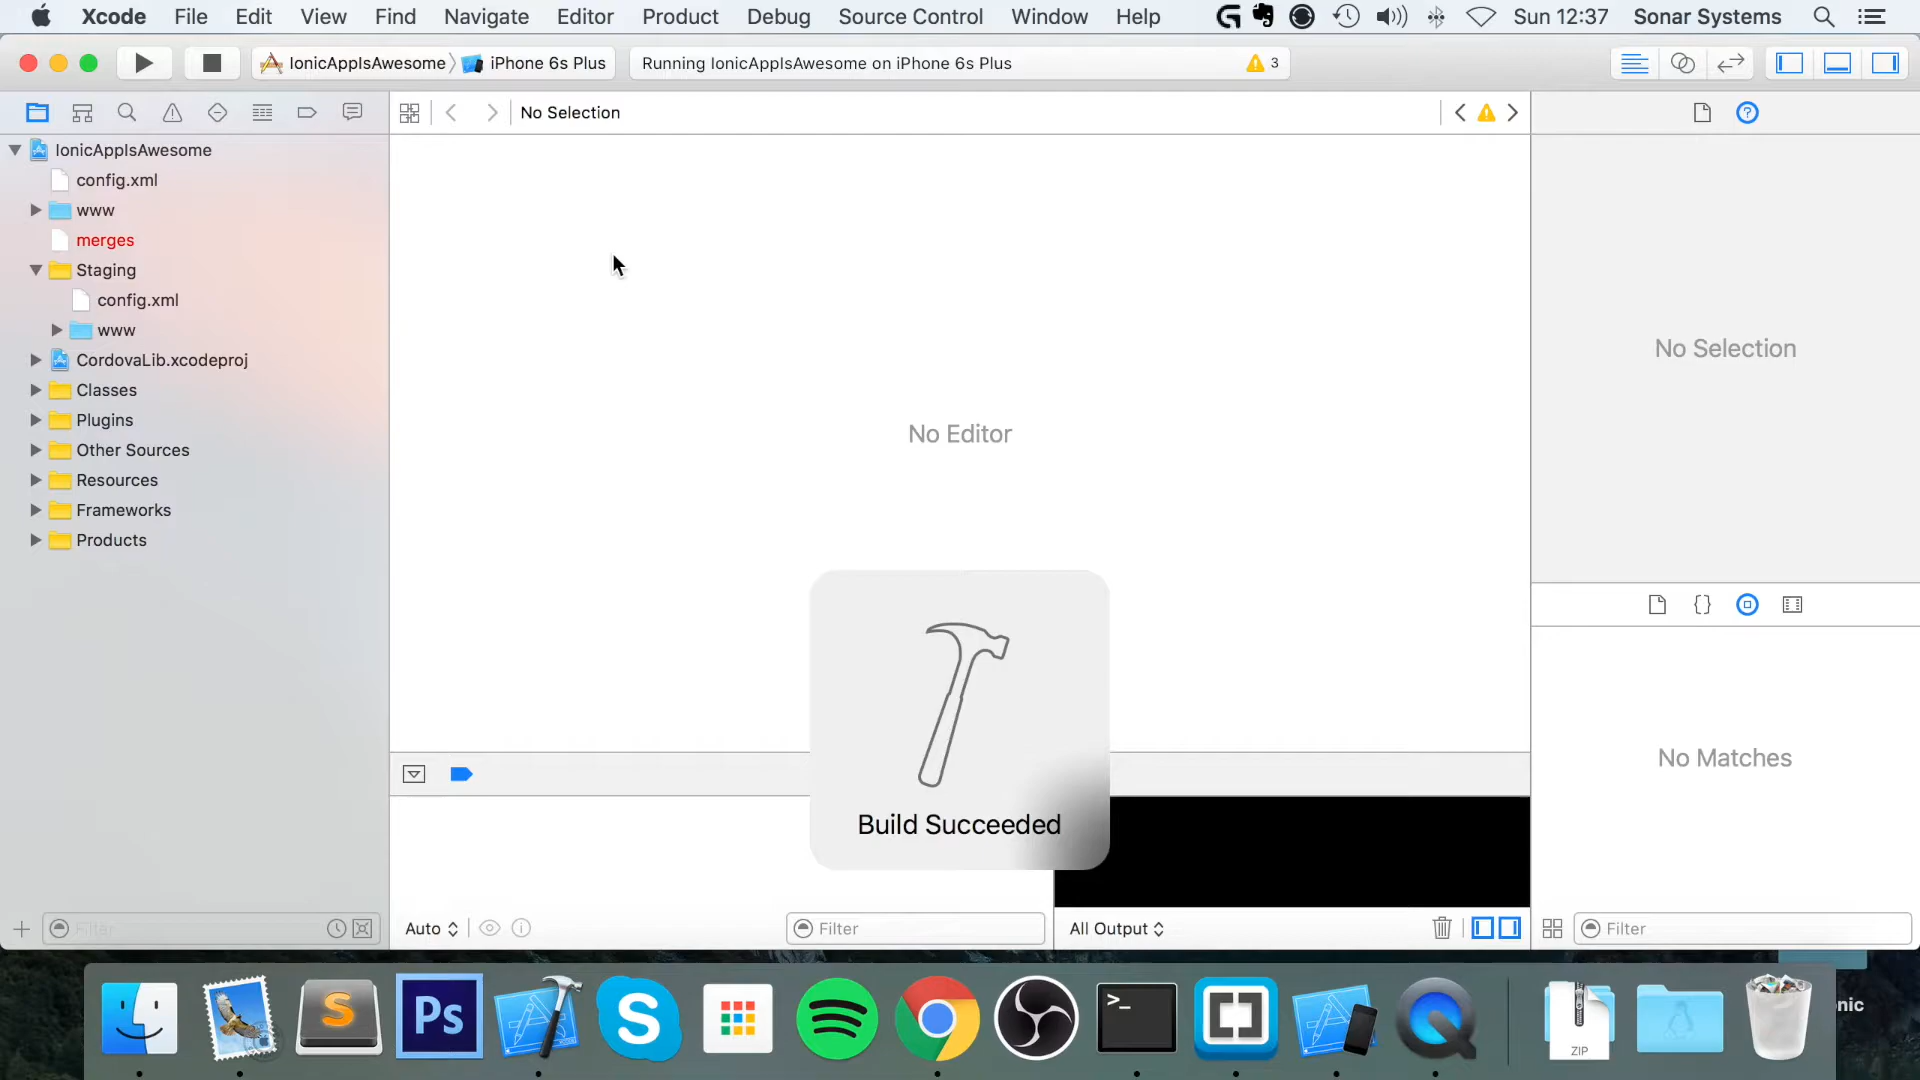 Xcode File Edit View Find Navigate Editor Product Debug Source Control Window Help Sun 12:37 Sonar Systems
IonicAppIsAwesome iPhone 6s Plus Running IonicAppIsAwesome on iPhone 6s Plus 3
No Selection
IonicAppIsAwesome
config.xml
www
merges
Staging
config.xml
www
CordovaLib.xcodeproj
Classes
Plugins
Other Sources
Resources
Frameworks
Products
No Editor
No Selection
No Matches
Build Succeeded
Filter Auto Filter All Output Filter
S Ps S >_ ZIP nic